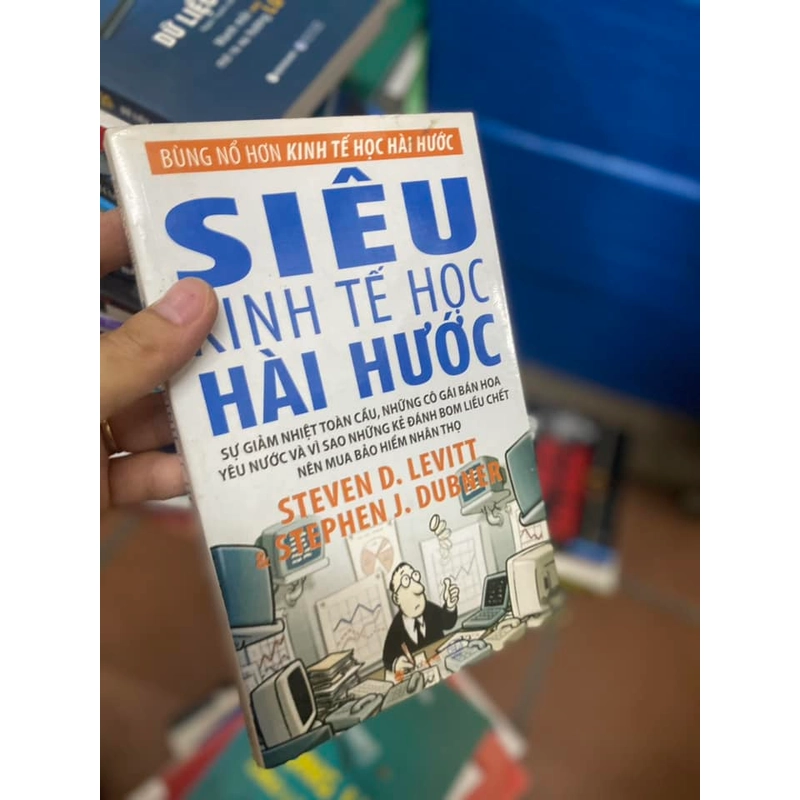 DỮ LIỆU
BÙNG NỔ HƠN KINH TẾ HỌC HÀI HƯỚC
SIÊU
KINH TẾ HỌC
HÀI HƯỚC
SỰ GIẢM NHIỆT TOÀN CẦU, NHỮNG CÔ GÁI BÁN HOA
YÊU NƯỚC VÀ VÌ SAO NHỮNG KẺ ĐÁNH BOM LIỀU CHẾT
NÊN MUA BẢO HIỂM NHÂN THỌ
STEVEN D. LEVITT
& STEPHEN J. DUBNER